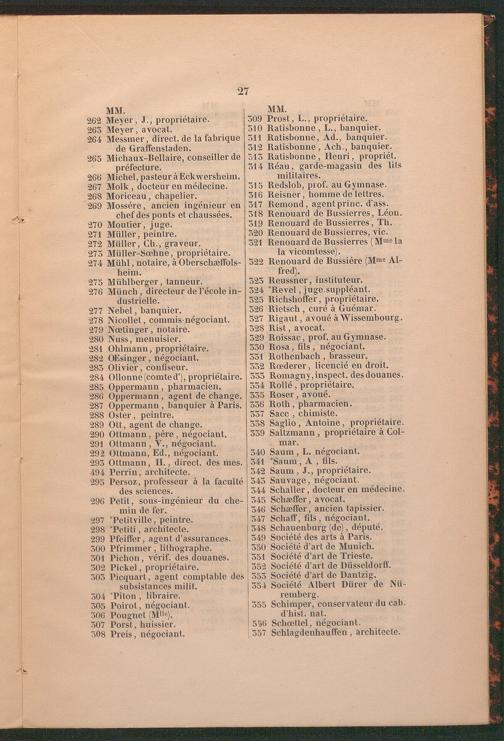 27
MM.
262 Meyer, J., propriétaire.
263 Meyer, avocat.
264 Messmer, direct. de la fabrique
de Graffenstaden.
265 Michaux-Bellaire, conseiller de
préfecture.
266 Michel, pasteur à Eckwersheim.
267 Molk, docteur en médecine.
268 Moriceau, chapelier.
269 Mossére, ancien ingénieur en
chef des ponts et chaussées.
270 Moutier, juge.
271 Müller, peintre.
272 Müller, Ch., graveur.
273 Müller-Sœhne, propriétaire.
274 Mühl, notaire, à Oberschæffols-
heim.
275 Mühlberger, tanneur.
276 Münch, directeur de l'école in-
dustrielle.
277 Nebel, banquier.
278 Nicollet, commis-négociant.
279 Nœtinger, notaire.
280 Nuss, menuisier.
281 Ohlmann, propriétaire.
282 Œsinger, négociant.
283 Olivier, confiseur.
284 Ollonne (comte d'), propriétaire.
285 Oppermann, pharmacien.
286 Oppermann, agent de change.
287 Oppermann, banquier à Paris.
288 Oster, peintre.
289 Ott, agent de change.
290 Ottmann, père, négociant.
291 Ottmann, V., négociant.
292 Ottmann, Ed., négociant.
293 Ottmann, H., direct. des mes.
494 Perrin, architecte.
295 Persoz, professeur à la faculté
des sciences.
296 Petit, sous-ingénieur du che-
min de fer.
297 *Petitville, peintre.
298 *Petiti, architecte.
299 Pfeiffer, agent d'assurances.
300 Pfrimmer, lithographe.
301 Pichon, vérif. des douanes.
302 Pickel, propriétaire.
303 Picquart, agent comptable des
subsistances milit.
304 *Piton, libraire.
305 Poirot, négociant.
306 Pougnet (Mlle).
307 Porst, huissier.
308 Preis, négociant.
MM.
309 Prost, L., propriétaire.
310 Ratisbonne, L., banquier.
311 Ratisbonne, Ad., banquier.
312 Ratisbonne, Ach., banquier.
313 Ratisbonne, Henri, propriét.
314 Réau, garde-magasin des lits
militaires.
315 Redslob, prof. au Gymnase.
316 Reisner, homme de lettres.
317 Remond, agent princ. d'ass.
318 Renouard de Bussierres, Léon.
319 Renouard de Bussierres, Th.
320 Renouard de Bussierres, vic.
321 Renouard de Bussierres (Mme la
la vicomtesse).
322 Renouard de Bussiére (Mme Al-
fred).
323 Reussner, instituteur.
324 *Revel, juge suppléant.
325 Richshoffer, propriétaire.
326 Rietsch, curé à Guémar.
327 Rigaut, avoué à Wissembourg.
328 Rist, avocat.
329 Roissac, prof. au Gymnase.
330 Rosa, fils, négociant.
331 Rothenbach, brasseur.
332 Rœderer, licencié en droit.
333 Romagny, inspect. des douanes.
334 Rollé, propriétaire.
335 Roser, avoué.
336 Roth, pharmacien.
337 Sacc, chimiste.
338 Saglio, Antoine, propriétaire.
339 Saltzmann, propriétaire à Col-
mar.
340 Saum, L. négociant.
341 *Saum, A, fils.
342 Saum, J., propriétaire.
343 Sauvage, négociant.
344 Schaller, docteur en médecine.
345 Schæffer, avocat.
346 Schæffer, ancien tapissier.
347 Schaff, fils, négociant.
348 Schauenburg (de), député.
349 Société des arts à Paris.
350 Société d'art de Munich.
351 Société d'art de Trieste.
352 Société d'art de Düsseldorff.
353 Société d'art de Dantzig.
354 Société Albert Dürer de Nü-
remberg.
355 Schimper, conservateur du cab.
d'hist. nat.
356 Schœttel, négociant.
357 Schlagdenhauffen, architecte.